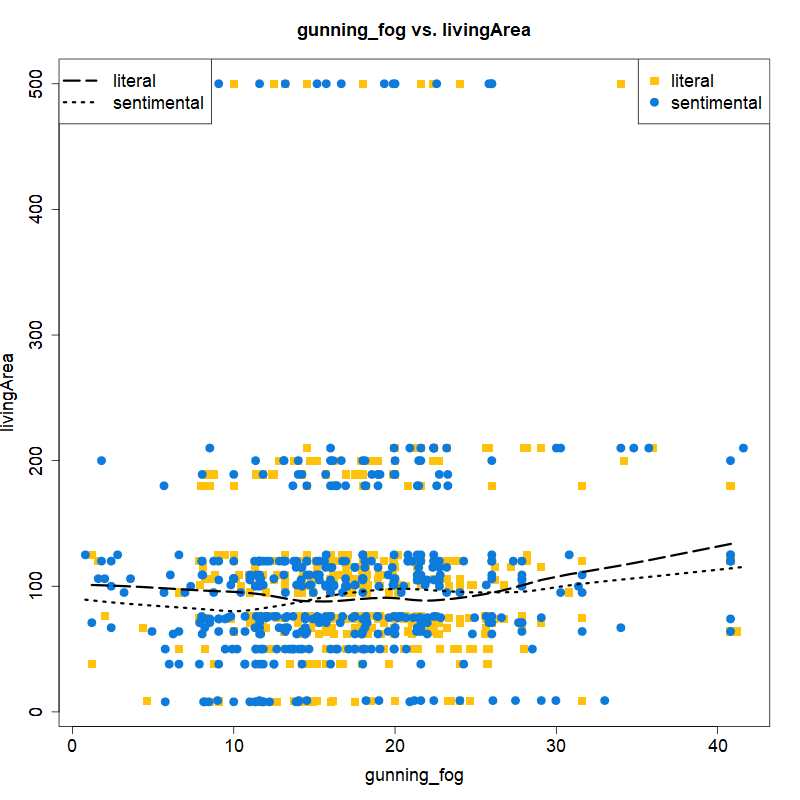 gunning_fog vs. livingArea
literal
sentimental
literal
sentimental
livingArea
500
400
300
200
100
0
0 10 20 30 40
gunning_fog